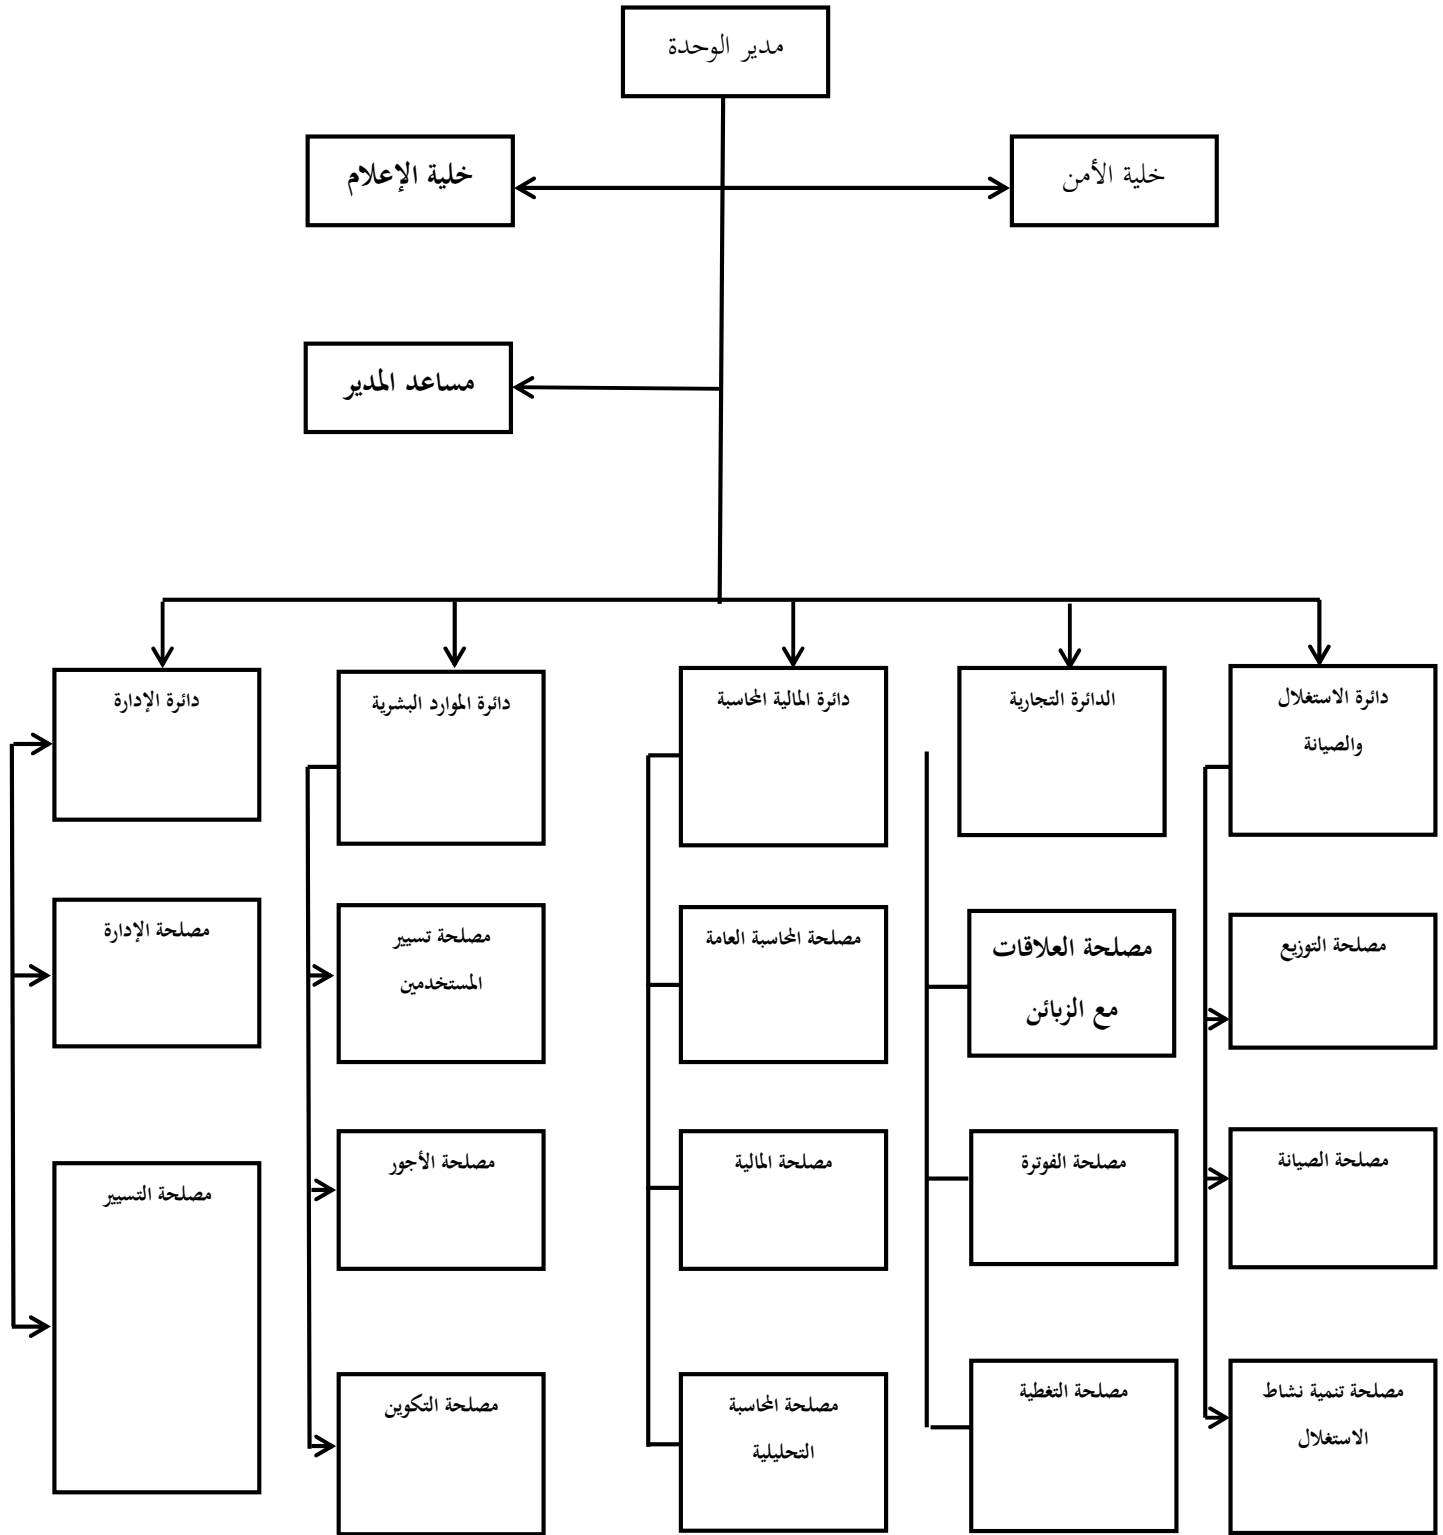 مدير الوحدة
خلية الأمن
خلية الإعلام
مساعد المدير
دائرة الاستغلال
والصيانة
الدائرة التجارية
دائرة المالية المحاسبة
دائرة الموارد البشرية
دائرة الإدارة
مصلحة التوزيع
مصلحة العلاقات
مع الزبائن
مصلحة المحاسبة العامة
مصلحة تسيير
المستخدمين
مصلحة الإدارة
مصلحة الصيانة
مصلحة الفوترة
مصلحة المالية
مصلحة الأجور
مصلحة التسيير
مصلحة تنمية نشاط
الاستغلال
مصلحة التغطية
مصلحة المحاسبة
التحليلية
مصلحة التكوين